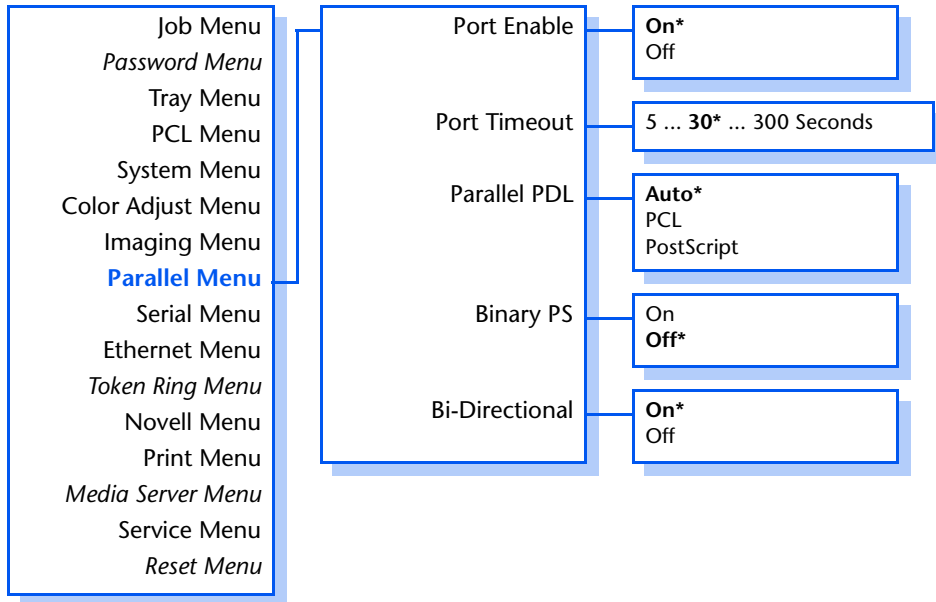 Job Menu
Password Menu
Tray Menu
PCL Menu
System Menu
Color Adjust Menu
Imaging Menu
Parallel Menu
Serial Menu
Ethernet Menu
Token Ring Menu
Novell Menu
Print Menu
Media Server Menu
Service Menu
Reset Menu
Port Enable
On*
Off
Port Timeout
5 ... 30* ... 300 Seconds
Parallel PDL
Auto*
PCL
PostScript
Binary PS
On
Off*
Bi-Directional
On*
Off